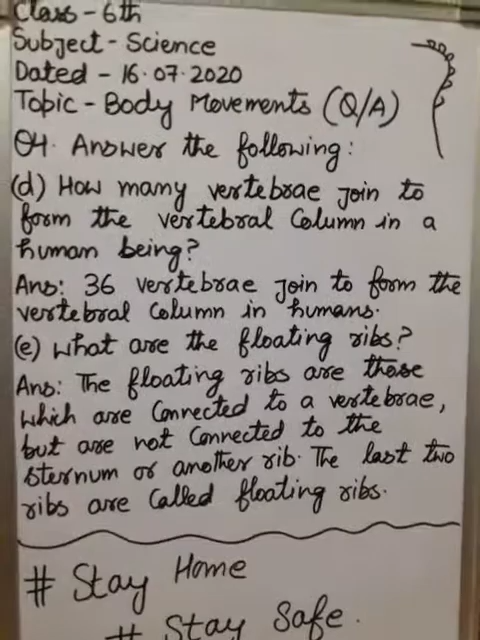 Class - 6th
Subject - Science
Dated - 16.07.2020
Topic - Body Movements (Q/A)
Q4. Answer the following:
(d) How many vertebrae join to
form the vertebral column in a
human being?
Ans: 36 vertebrae join to form the
vertebral column in humans.
(e) What are the floating ribs?
Ans: The floating ribs are those
which are connected to a vertebrae,
but are not connected to the
sternum or another rib. The last two
ribs are called floating ribs.
# Stay Home
# Stay Safe.